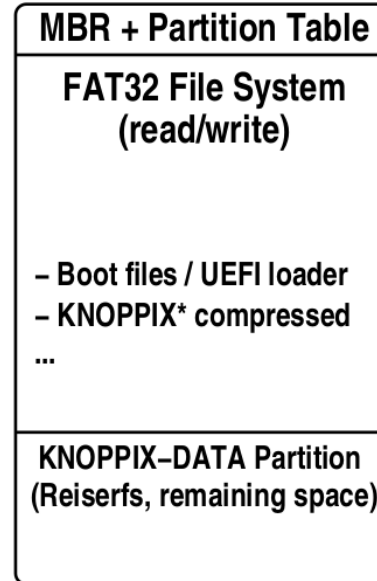 MBR + Partition Table
FAT32 File System
(read/write)
– Boot files / UEFI loader
– KNOPPIX* compressed
...
KNOPPIX–DATA Partition
(Reiserfs, remaining space)